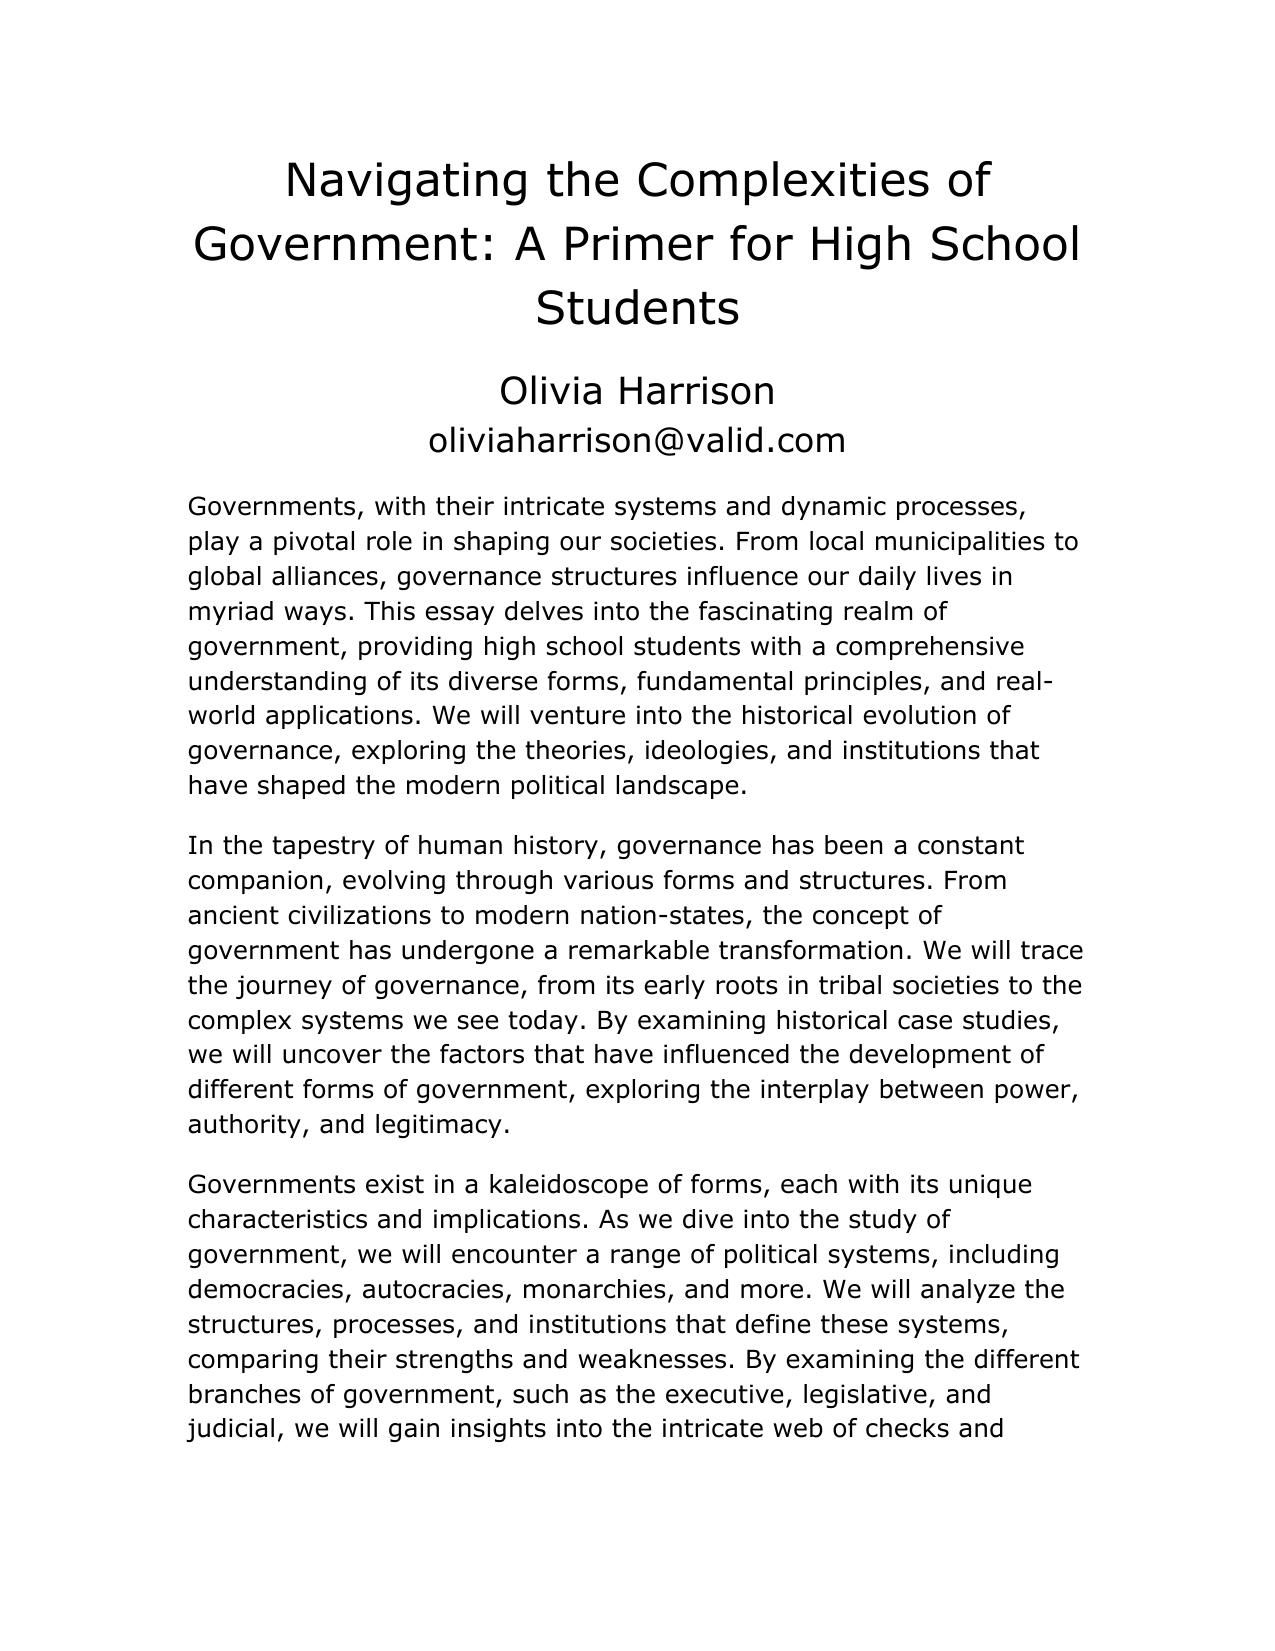 Navigating the Complexities of
Government: A Primer for High School
Students
Olivia Harrison
oliviaharrison@valid.com
Governments, with their intricate systems and dynamic processes,
play a pivotal role in shaping our societies. From local municipalities to
global alliances, governance structures influence our daily lives in
myriad ways. This essay delves into the fascinating realm of
government, providing high school students with a comprehensive
understanding of its diverse forms, fundamental principles, and real-
world applications. We will venture into the historical evolution of
governance, exploring the theories, ideologies, and institutions that
have shaped the modern political landscape.
In the tapestry of human history, governance has been a constant
companion, evolving through various forms and structures. From
ancient civilizations to modern nation-states, the concept of
government has undergone a remarkable transformation. We will trace
the journey of governance, from its early roots in tribal societies to the
complex systems we see today. By examining historical case studies,
we will uncover the factors that have influenced the development of
different forms of government, exploring the interplay between power,
authority, and legitimacy.
Governments exist in a kaleidoscope of forms, each with its unique
characteristics and implications. As we dive into the study of
government, we will encounter a range of political systems, including
democracies, autocracies, monarchies, and more. We will analyze the
structures, processes, and institutions that define these systems,
comparing their strengths and weaknesses. By examining the different
branches of government, such as the executive, legislative, and
judicial, we will gain insights into the intricate web of checks and